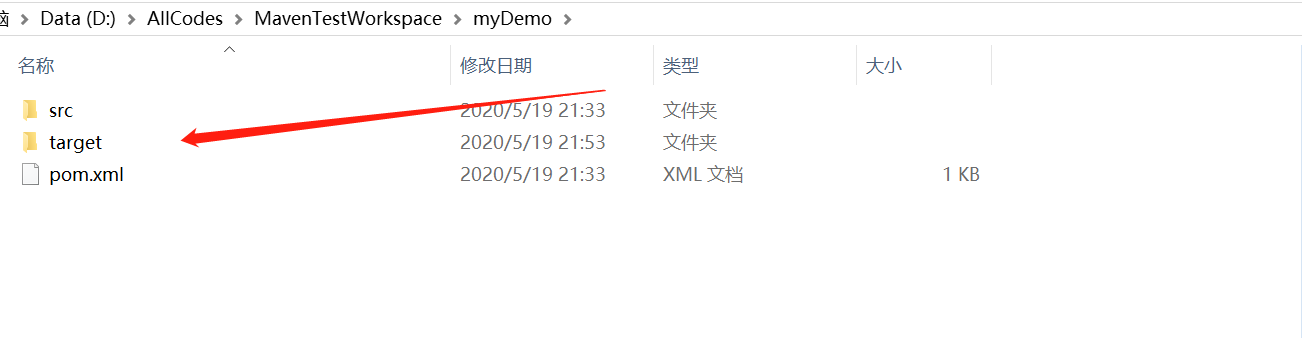 Data (D:) > AllCodes > MavenTestWorkspace > myDemo >
名称 修改日期 类型 大小
src 2020/5/19 21:33 文件夹
target 2020/5/19 21:53 文件夹
pom.xml 2020/5/19 21:33 XML 文档 1 KB